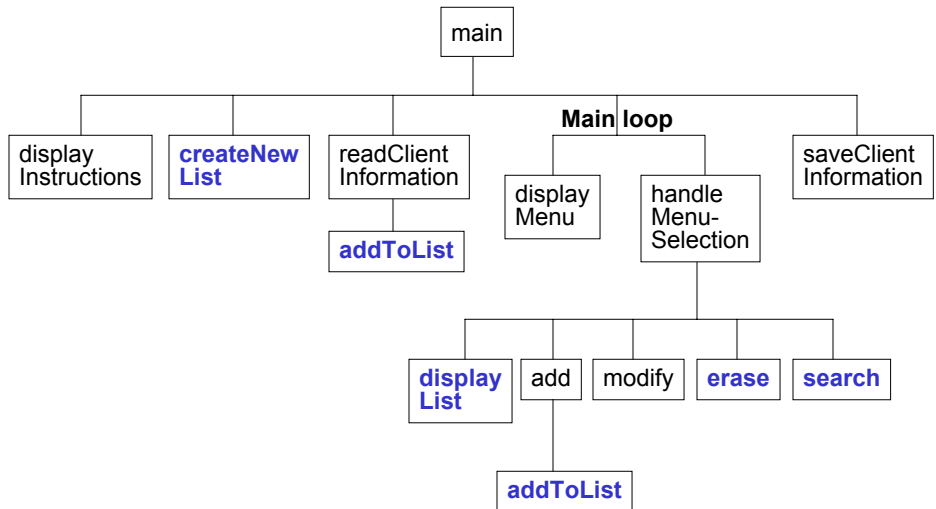 main
Main loop
display
Instructions
createNew
List
readClient
Information
saveClient
Information
display
Menu
handle
Menu-
Selection
addToList
display
List
add
modify
erase
search
addToList